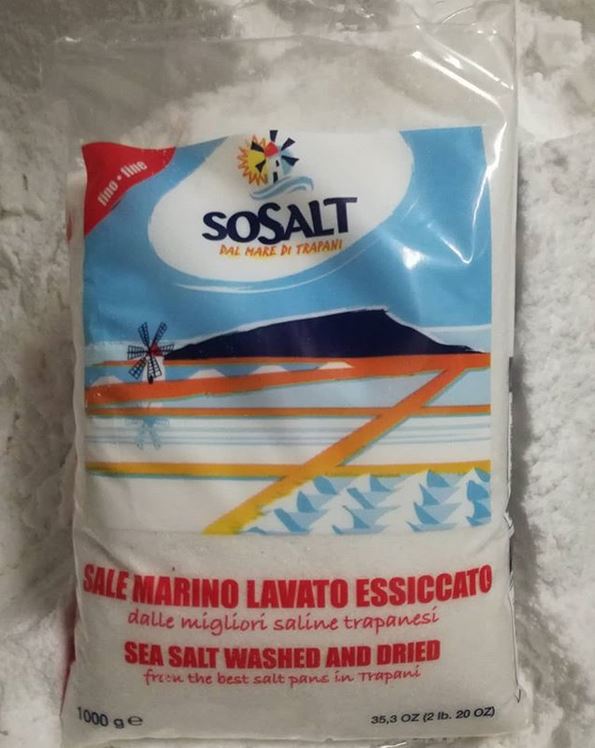 fino • fine
SOSALT
DAL MARE DI TRAPANI
SALE MARINO LAVATO ESSICCATO
dalle migliori saline trapanesi
SEA SALT WASHED AND DRIED
from the best salt pans in Trapani
1000 g e
35,3 OZ (2 lb. 20 OZ)